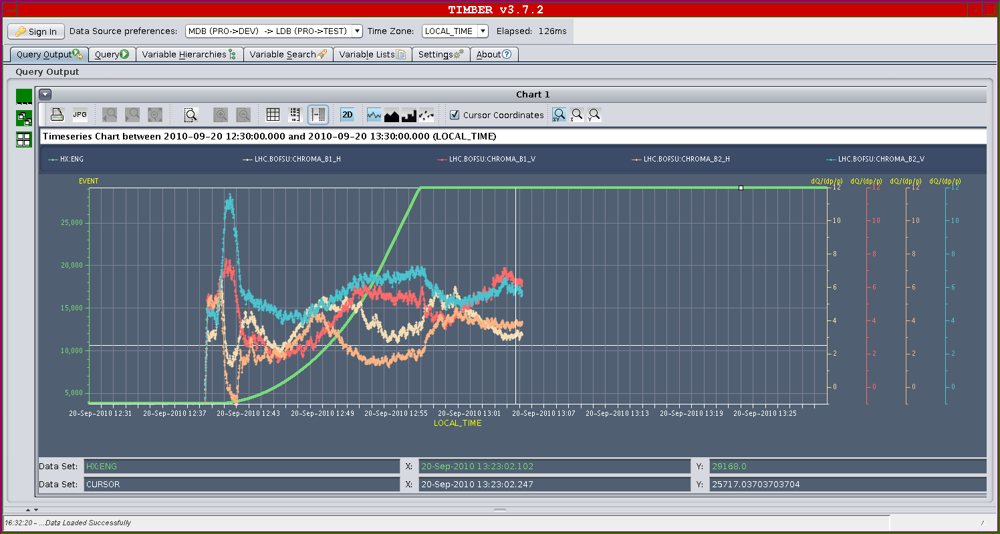 TIMBER v3.7.2
Sign In Data Source preferences: MDB (PRO->DEV) -> LDB (PRO->TEST) Time Zone: LOCAL_TIME Elapsed: 126ms
Query Output Query Variable Hierarchies Variable Search Variable Lists Settings About
Query Output
Chart 1
JPG 2D Cursor Coordinates XY X Y
Timeseries Chart between 2010-09-20 12:30:00.000 and 2010-09-20 13:30:00.000 (LOCAL_TIME)
HX:ENG LHC.BOFSU:CHROMA_B1_H LHC.BOFSU:CHROMA_B1_V LHC.BOFSU:CHROMA_B2_H LHC.BOFSU:CHROMA_B2_V
EVENT dQ/(dp/p) dQ/(dp/p) dQ/(dp/p) dQ/(dp/p)
12 12 12 12
25,000 10 10 10 10
20,000 8 8 8 8
15,000 6 6 6 6
4 4 4 4
10,000 2 2 2 2
5,000 0 0 0 0
20-Sep-2010 12:31 20-Sep-2010 12:37 20-Sep-2010 12:43 20-Sep-2010 12:49 20-Sep-2010 12:55 20-Sep-2010 13:01 20-Sep-2010 13:07 20-Sep-2010 13:13 20-Sep-2010 13:19 20-Sep-2010 13:25
LOCAL_TIME
Data Set: HX:ENG X: 20-Sep-2010 13:23:02.102 Y: 29168.0
Data Set: CURSOR X: 20-Sep-2010 13:23:02.247 Y: 25717.03703703704
16:32:20 - ...Data Loaded Successfully /